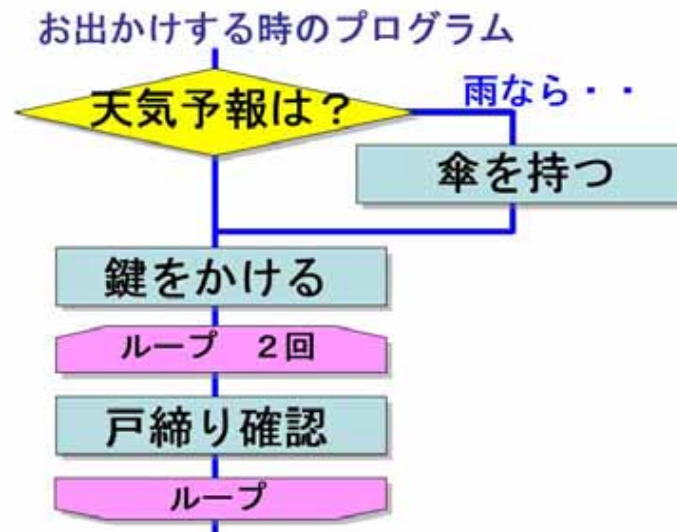 お出かけする時のプログラム
天気予報は？
雨なら・・
傘を持つ
鍵をかける
ループ　２回
戸締り確認
ループ